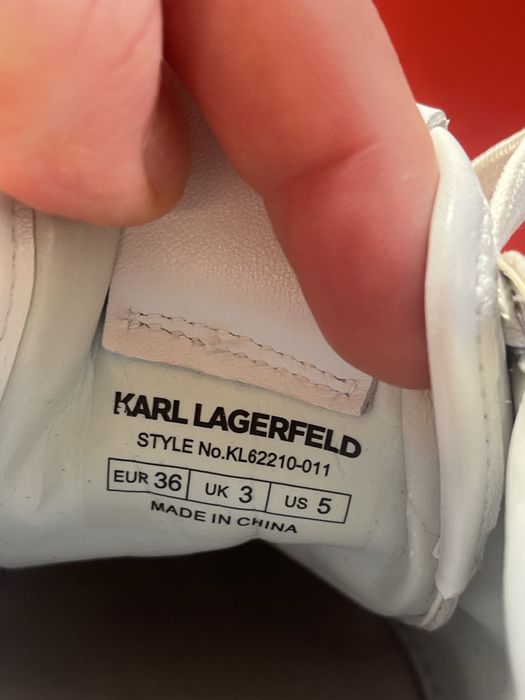 KARL LAGERFELD
STYLE No.KL62210-011
EUR 36 UK 3 US 5
MADE IN CHINA